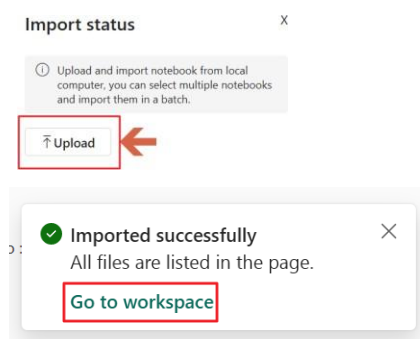 Import status
X
Upload and import notebook from local
computer, you can select multiple notebooks
and import them in a batch.
Upload
Imported successfully
All files are listed in the page.
Go to workspace